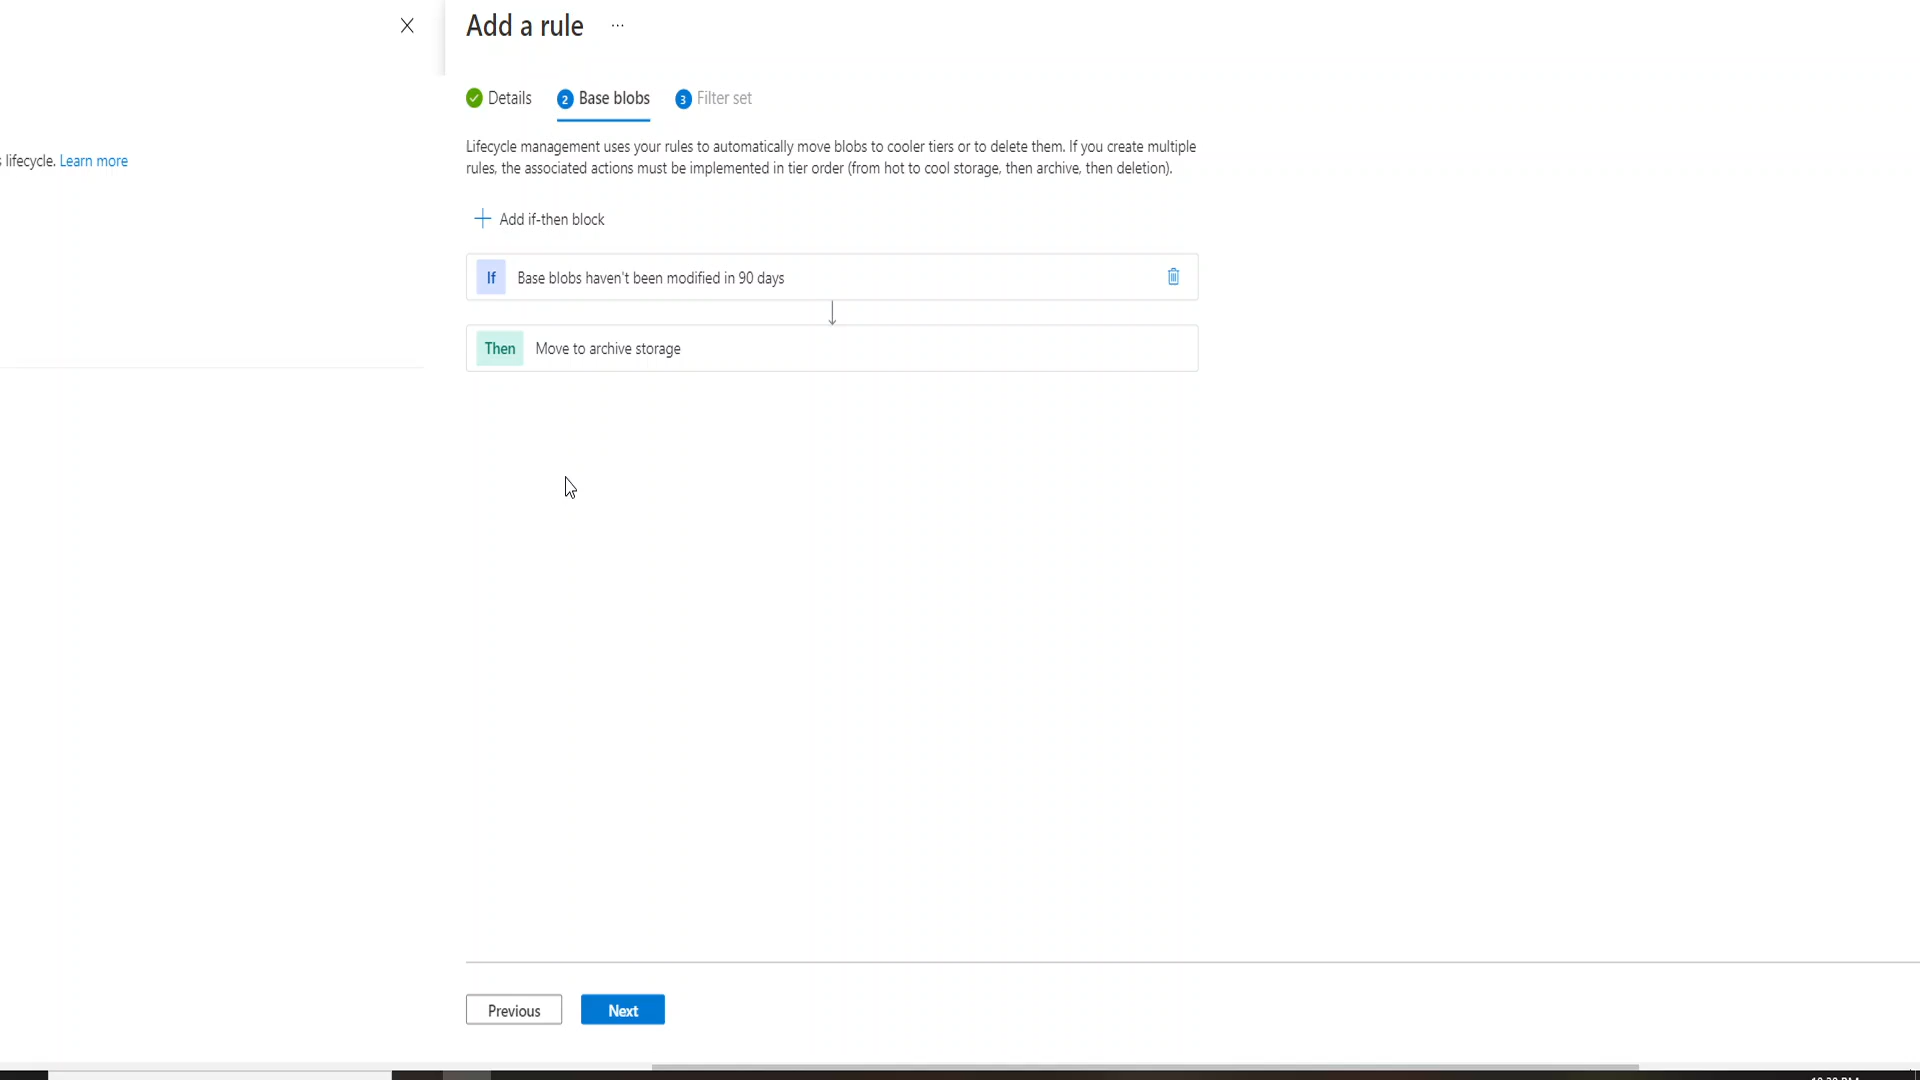 Add a rule ...
Details 2 Base blobs 3 Filter set
Lifecycle management uses your rules to automatically move blobs to cooler tiers or to delete them. If you create multiple
rules, the associated actions must be implemented in tier order (from hot to cool storage, then archive, then deletion).
lifecycle. Learn more
Add if-then block
If Base blobs haven't been modified in 90 days
Then Move to archive storage
Previous Next